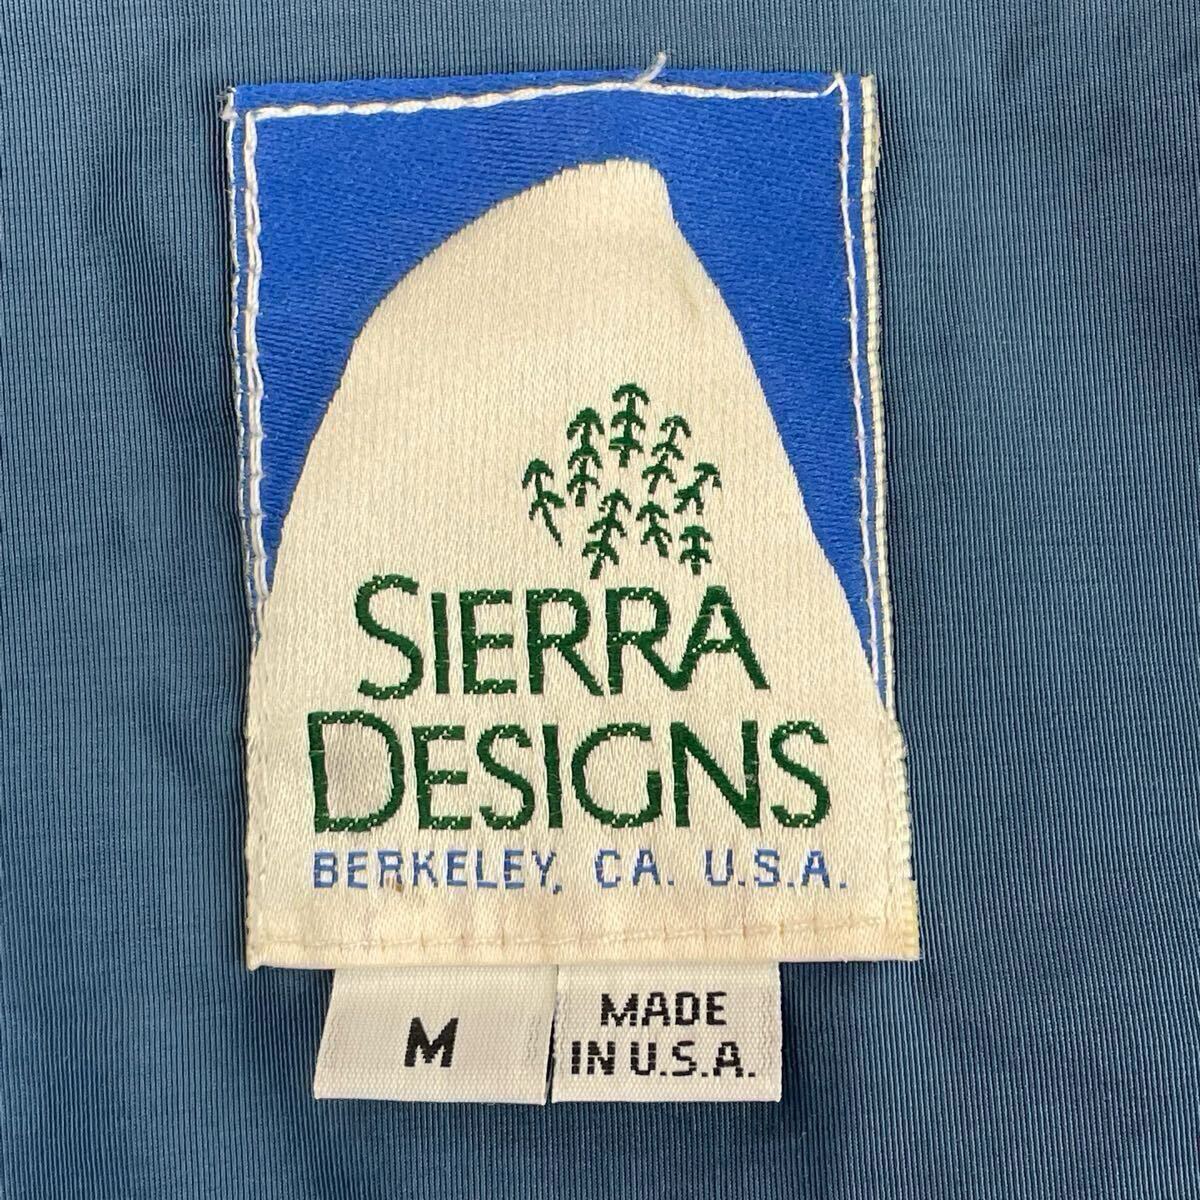 SIERRA
DESIGNS
BERKELEY, CA. U.S.A.
M
MADE
IN U.S.A.